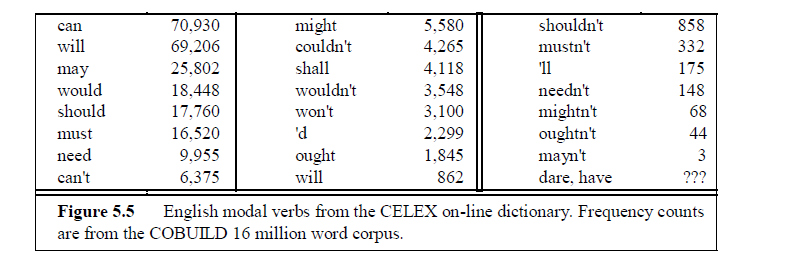 can 70,930 might 5,580 shouldn't 858
will 69,206 couldn't 4,265 mustn't 332
may 25,802 shall 4,118 'll 175
would 18,448 wouldn't 3,548 needn't 148
should 17,760 won't 3,100 mightn't 68
must 16,520 'd 2,299 oughtn't 44
need 9,955 ought 1,845 mayn't 3
can't 6,375 will 862 dare, have ???
Figure 5.5 English modal verbs from the CELEX on-line dictionary. Frequency counts
are from the COBUILD 16 million word corpus.